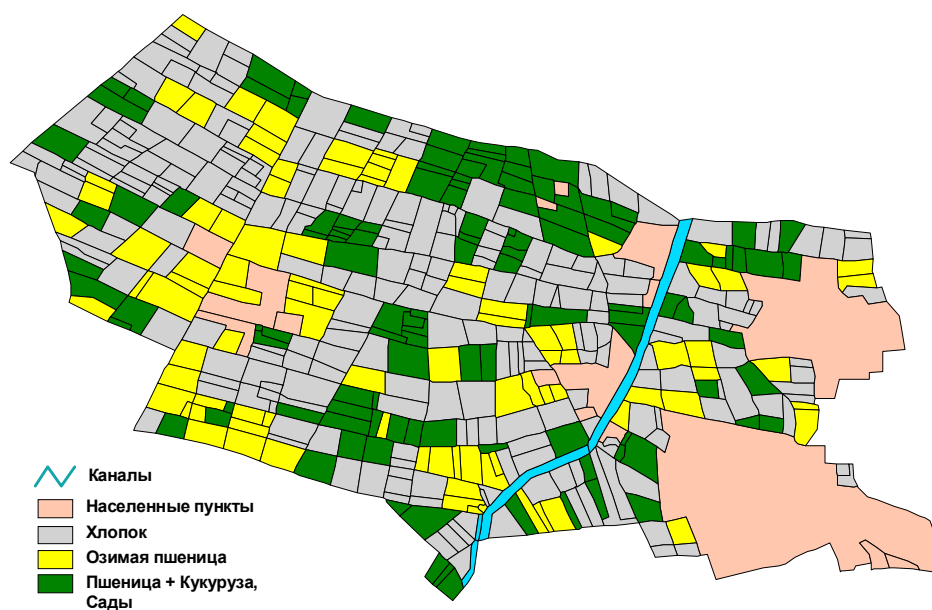 Каналы
Населенные пункты
Хлопок
Озимая пшеница
Пшеница + Кукуруза,
Сады